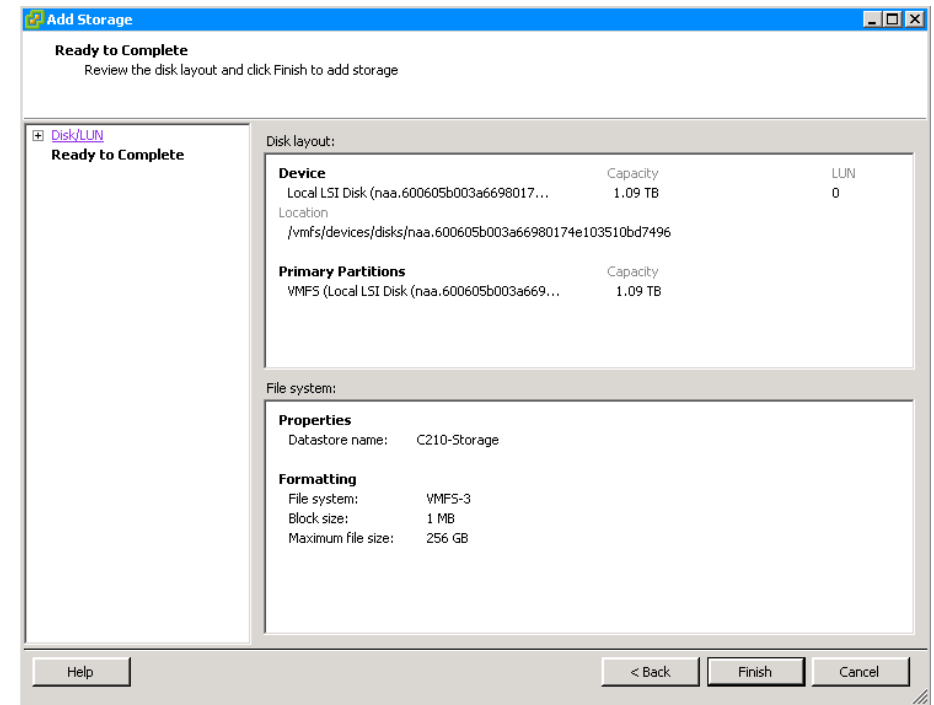 Add Storage
Ready to Complete
Review the disk layout and click Finish to add storage
Disk/LUN
Ready to Complete
Disk layout:
Device Capacity LUN
Local LSI Disk (naa.600605b003a6698017... 1.09 TB 0
Location
/vmfs/devices/disks/naa.600605b003a66980174e103510bd7496
Primary Partitions Capacity
VMFS (Local LSI Disk (naa.600605b003a669... 1.09 TB
File system:
Properties
Datastore name: C210-Storage
Formatting
File system: VMFS-3
Block size: 1 MB
Maximum file size: 256 GB
Help < Back Finish Cancel